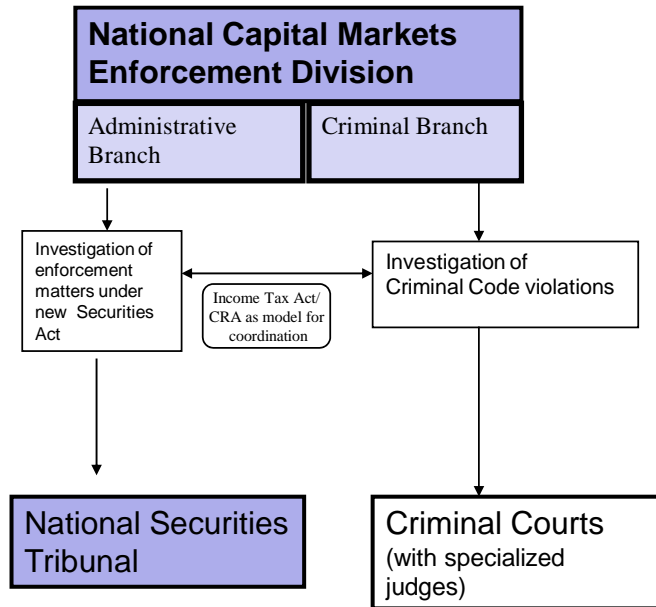 National Capital Markets
Enforcement Division
Administrative
Branch
Criminal Branch
Investigation of
enforcement
matters under
new Securities
Act
Income Tax Act/
CRA as model for
coordination
Investigation of
Criminal Code violations
National Securities
Tribunal
Criminal Courts
(with specialized
judges)